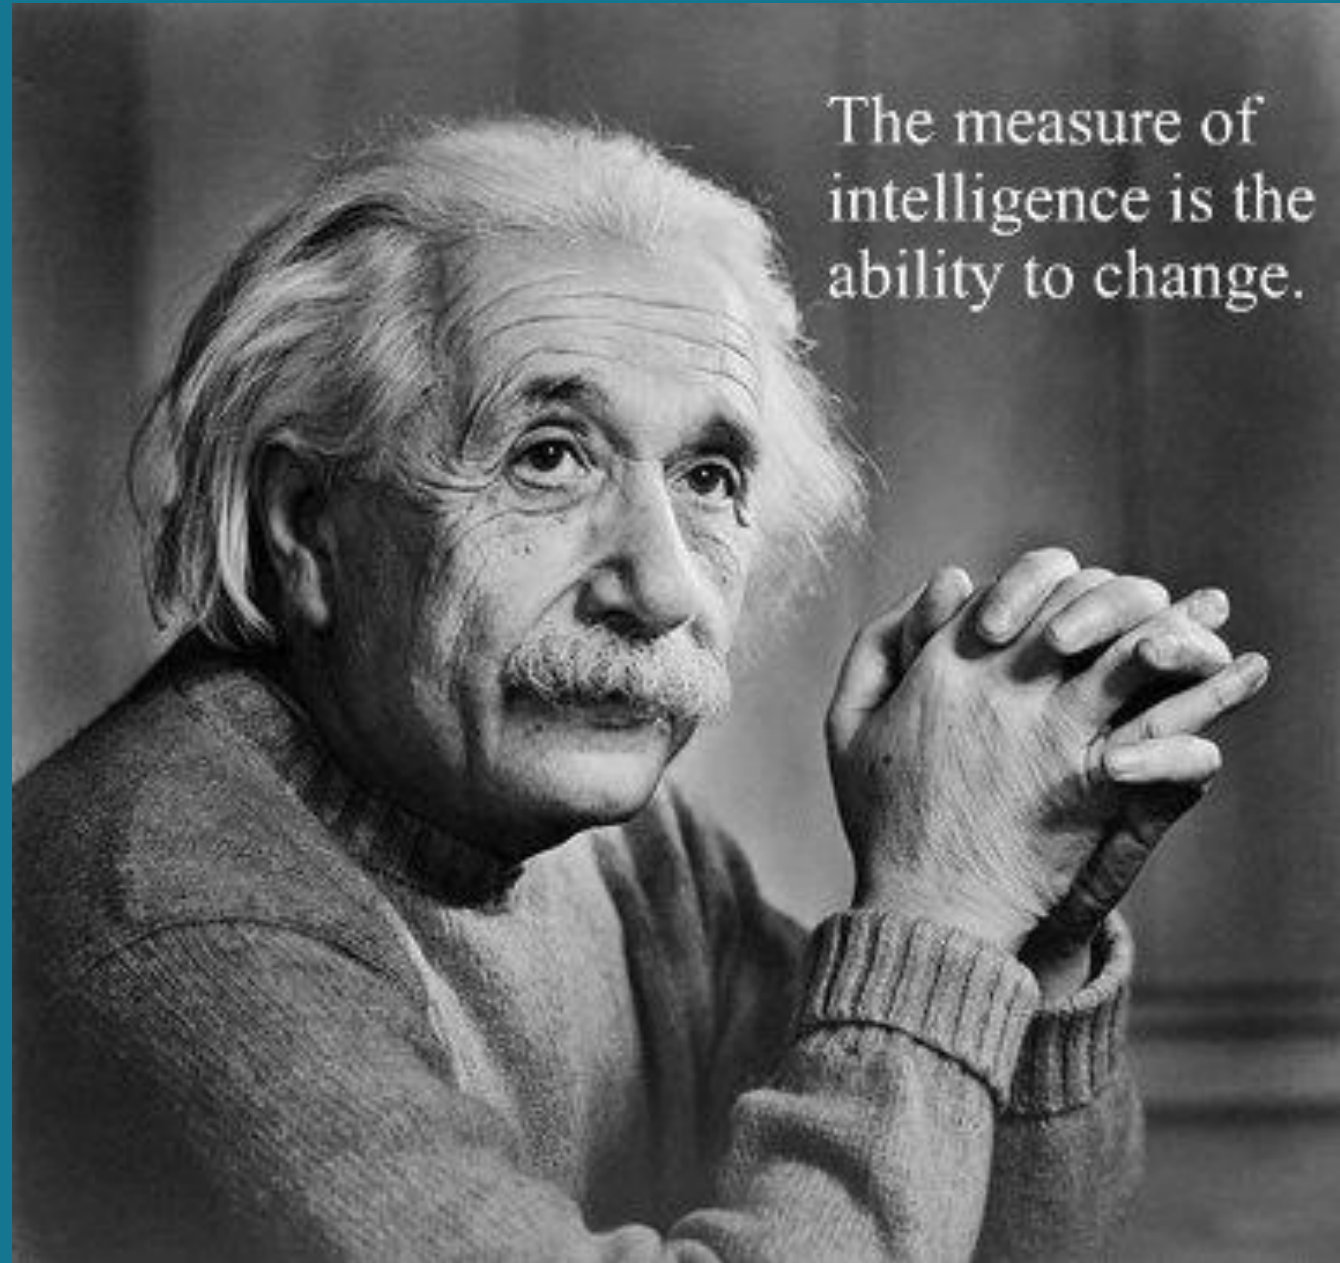 The measure of
intelligence is the
ability to change.